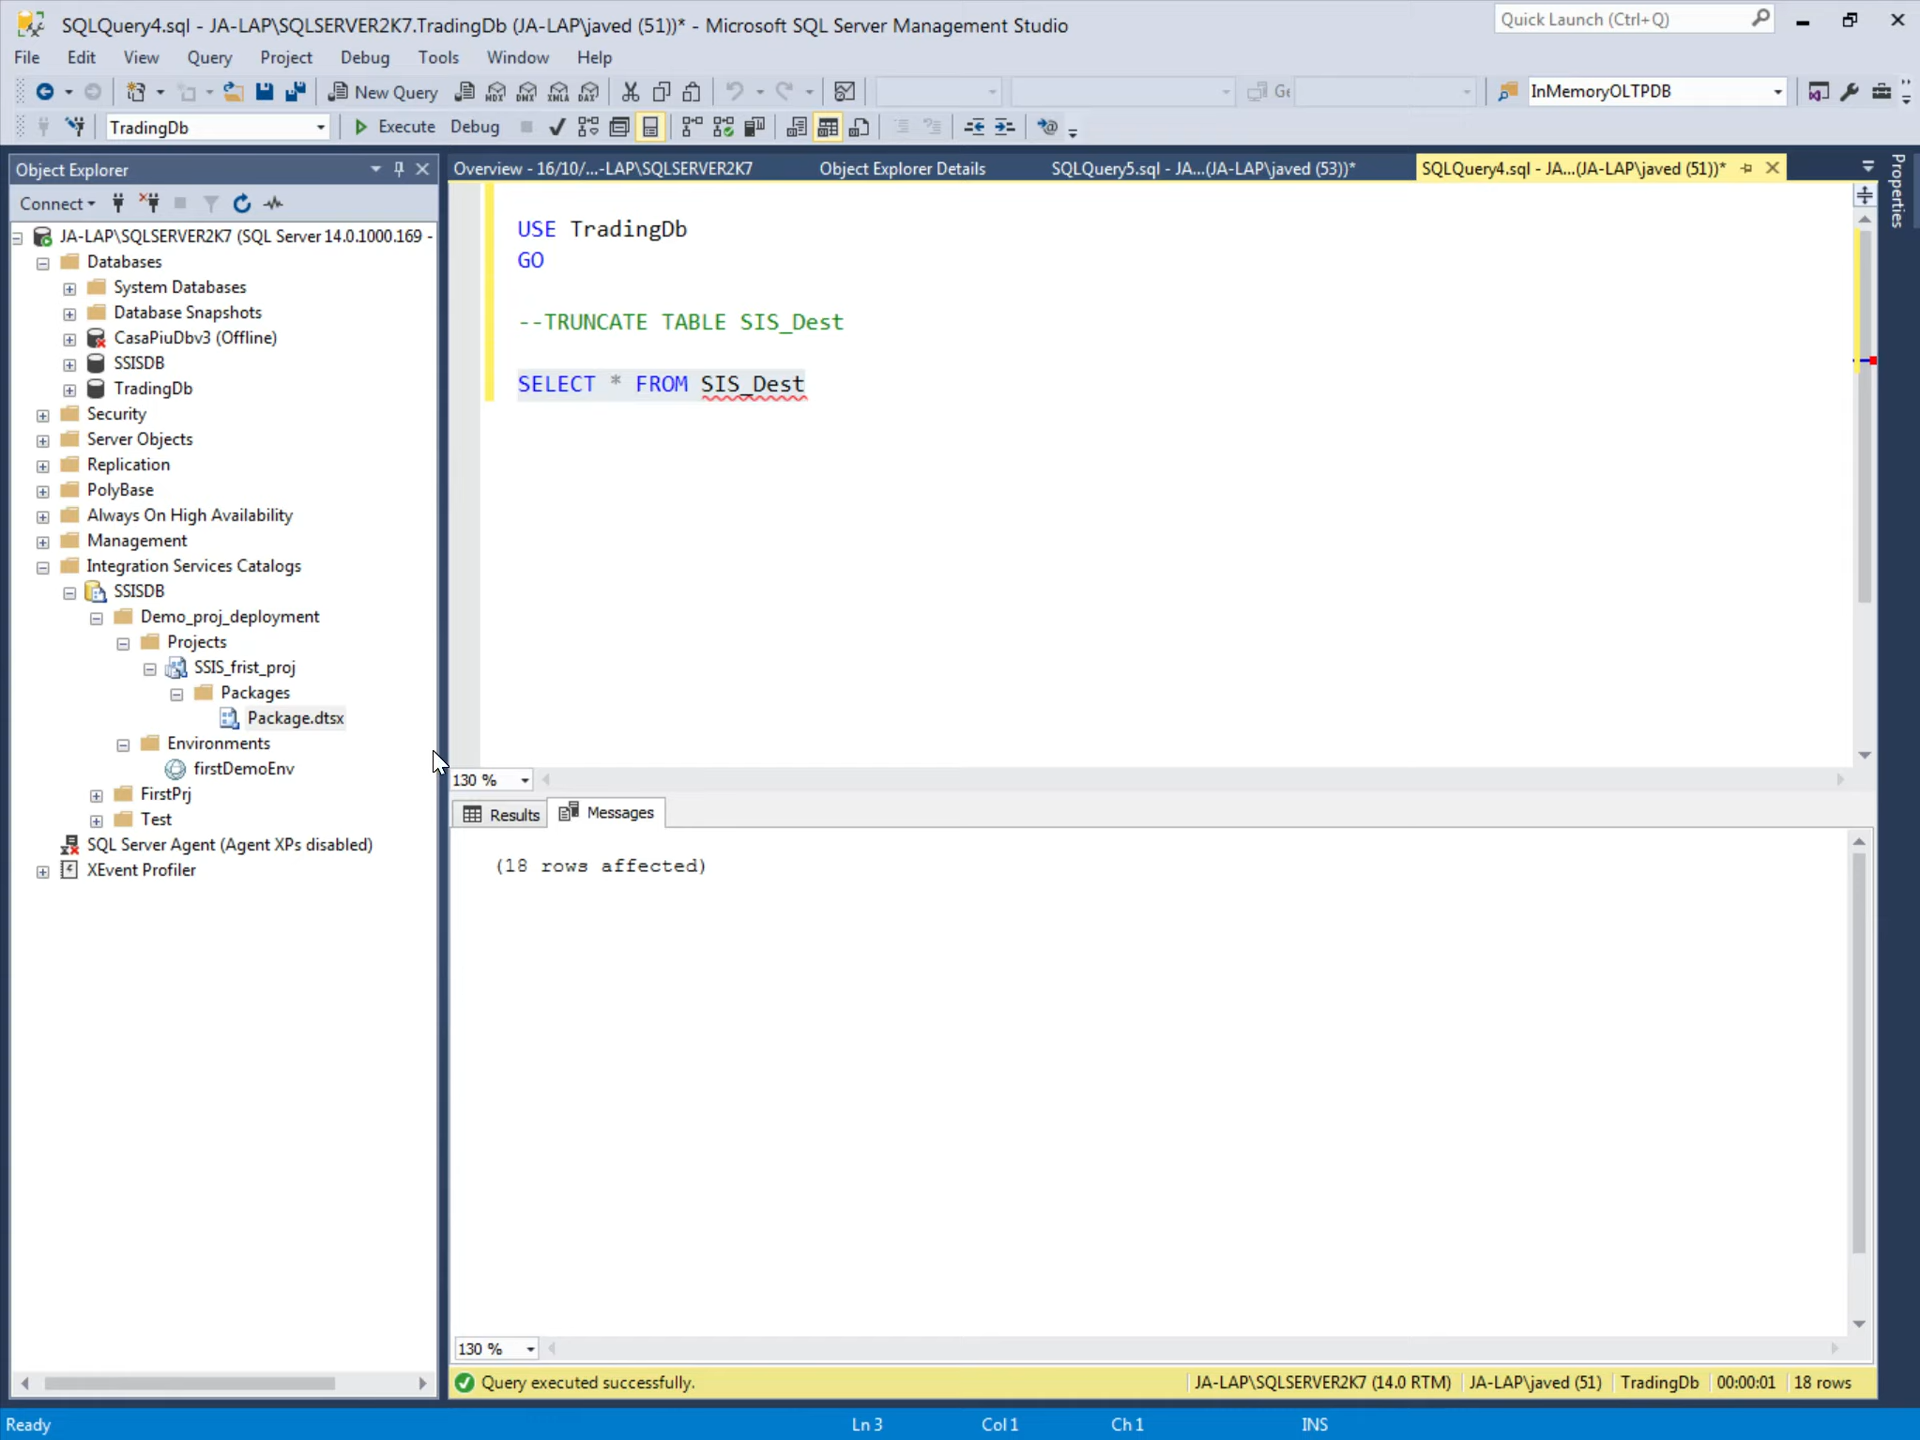 SQLQuery4.sql - JA-LAP\SQLSERVER2K7.TradingDb (JA-LAP\javed (51))* - Microsoft SQL Server Management Studio
Quick Launch (Ctrl+Q)
File Edit View Query Project Debug Tools Window Help
New Query MDX DMX XMLA DAX InMemoryOLTPDB
TradingDb Execute Debug
Object Explorer
Overview - 16/10/...-LAP\SQLSERVER2K7 Object Explorer Details SQLQuery5.sql - JA...(JA-LAP\javed (53))* SQLQuery4.sql - JA...(JA-LAP\javed (51))*
Properties
Connect
JA-LAP\SQLSERVER2K7 (SQL Server 14.0.1000.169 -
Databases
System Databases
Database Snapshots
CasaPiuDbv3 (Offline)
SSISDB
TradingDb
Security
Server Objects
Replication
PolyBase
Always On High Availability
Management
Integration Services Catalogs
SSISDB
Demo_proj_deployment
Projects
SSIS_frist_proj
Packages
Package.dtsx
Environments
firstDemoEnv
FirstPrj
Test
SQL Server Agent (Agent XPs disabled)
XEvent Profiler
USE TradingDb
GO
--TRUNCATE TABLE SIS_Dest
SELECT * FROM SIS_Dest
130 %
Results Messages
(18 rows affected)
130 %
Query executed successfully. JA-LAP\SQLSERVER2K7 (14.0 RTM) JA-LAP\javed (51) TradingDb 00:00:01 18 rows
Ready Ln 3 Col 1 Ch 1 INS